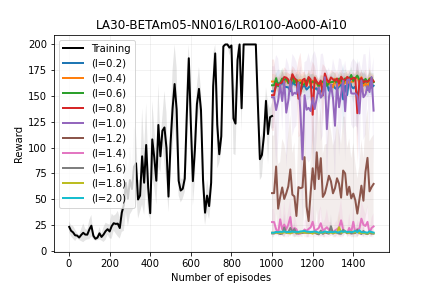 LA30-BETAm05-NN016/LR0100-Ao00-Ai10
Reward
200
175
150
125
100
75
50
25
0
Training
(l=0.2)
(l=0.4)
(l=0.6)
(l=0.8)
(l=1.0)
(l=1.2)
(l=1.4)
(l=1.6)
(l=1.8)
(l=2.0)
0 200 400 600 800 1000 1200 1400
Number of episodes